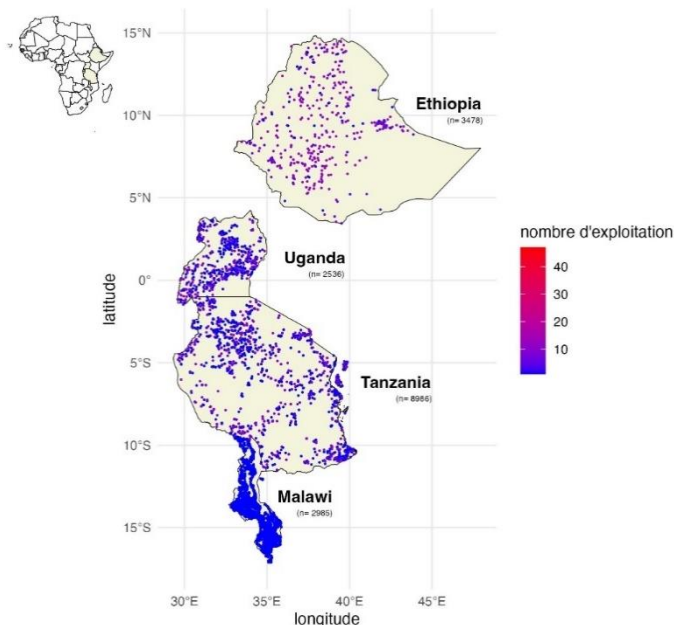 15°N
Ethiopia
(n= 3478)
10°N
5°N
nombre d'exploitation
Uganda
(n= 2536)
40
0°
30
latitude
20
10
5°S
Tanzania
(n= 8986)
10°S
Malawi
(n= 2985)
15°S
30°E 35°E 40°E 45°E
longitude